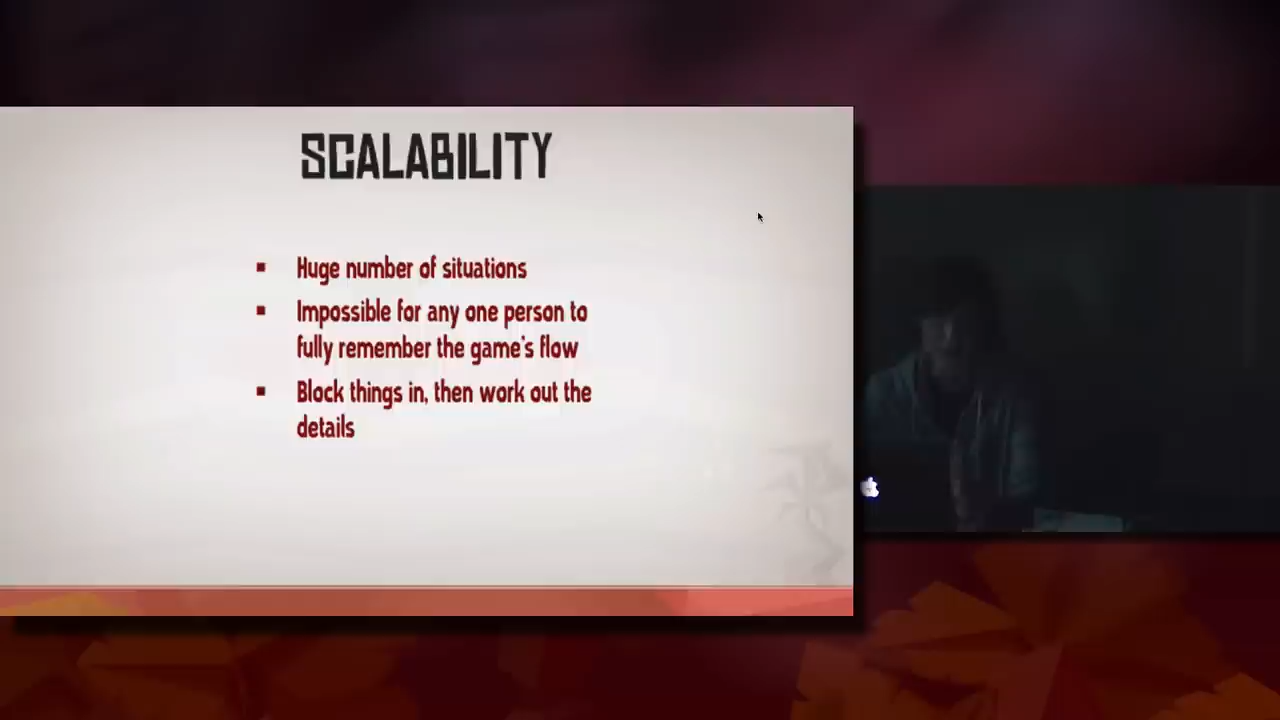 SCALABILITY
▪ Huge number of situations
▪ Impossible for any one person to
fully remember the game's flow
▪ Block things in, then work out the
details